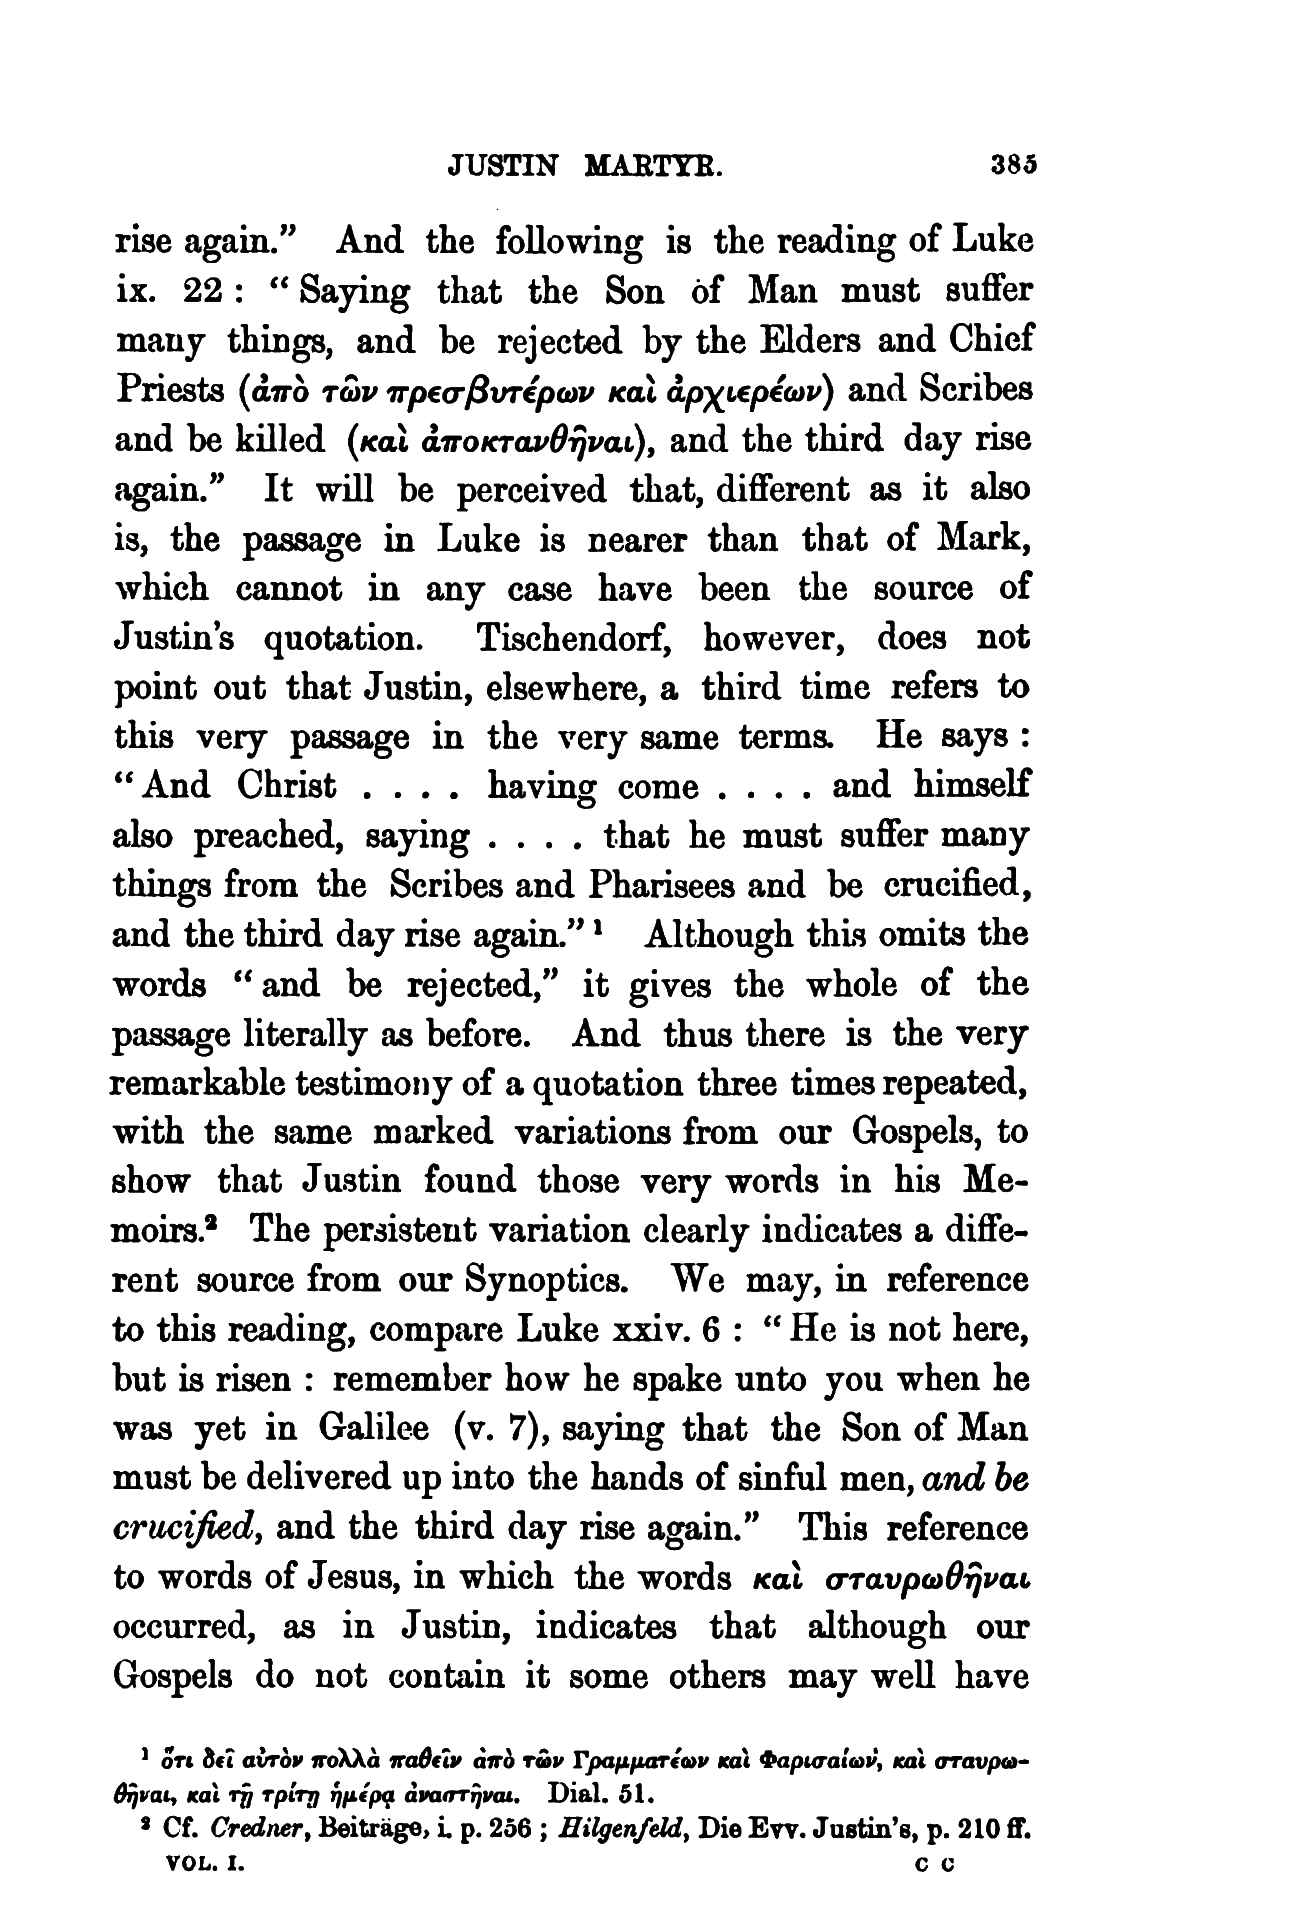 JUSTIN MARTYR. 385
rise again.” And the following is the reading of Luke
ix. 22 : “ Saying that the Son of Man must suffer
many things, and be rejected by the Elders and Chief
Priests (ἀπὸ τῶν πρεσβυτέρων καὶ ἀρχιερέων) and Scribes
and be killed (καὶ ἀποκτανθῆναι), and the third day rise
again.” It will be perceived that, different as it also
is, the passage in Luke is nearer than that of Mark,
which cannot in any case have been the source of
Justin’s quotation. Tischendorf, however, does not
point out that Justin, elsewhere, a third time refers to
this very passage in the very same terms. He says :
“ And Christ . . . . having come . . . . and himself
also preached, saying . . . . that he must suffer many
things from the Scribes and Pharisees and be crucified,
and the third day rise again.” ¹ Although this omits the
words “ and be rejected,” it gives the whole of the
passage literally as before. And thus there is the very
remarkable testimony of a quotation three times repeated,
with the same marked variations from our Gospels, to
show that Justin found those very words in his Me-
moirs.² The persistent variation clearly indicates a diffe-
rent source from our Synoptics. We may, in reference
to this reading, compare Luke xxiv. 6 : “ He is not here,
but is risen : remember how he spake unto you when he
was yet in Galilee (v. 7), saying that the Son of Man
must be delivered up into the hands of sinful men, and be
crucified, and the third day rise again.” This reference
to words of Jesus, in which the words καὶ σταυρωθῆναι
occurred, as in Justin, indicates that although our
Gospels do not contain it some others may well have
¹ ὅτι δεῖ αὐτὸν πολλὰ παθεῖν ἀπὸ τῶν Γραμματέων καὶ Φαρισαίων, καὶ σταυρω-
θῆναι, καὶ τῇ τρίτῃ ἡμέρᾳ ἀναστῆναι. Dial. 51.
² Cf. Credner, Beiträge, i. p. 256 ; Hilgenfeld, Die Evv. Justin’s, p. 210 ff.
VOL. I. C C